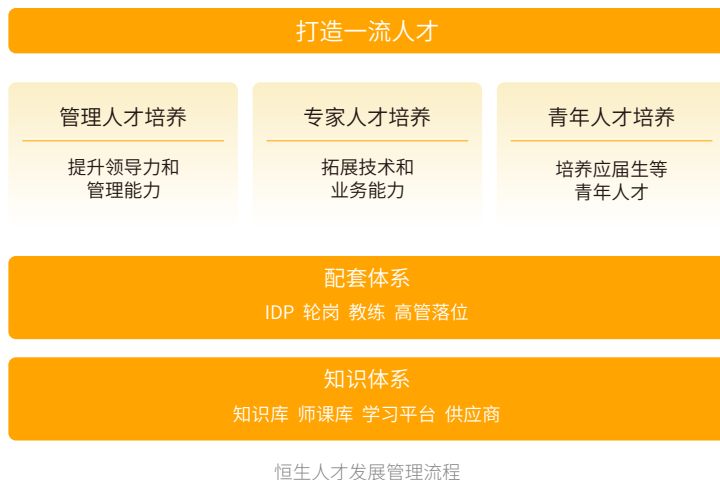 打造一流人才
管理人才培养
提升领导力和
管理能力
专家人才培养
拓展技术和
业务能力
青年人才培养
培养应届生等
青年人才
配套体系
IDP 轮岗 教练 高管落位
知识体系
知识库 师课库 学习平台 供应商
恒生人才发展管理流程